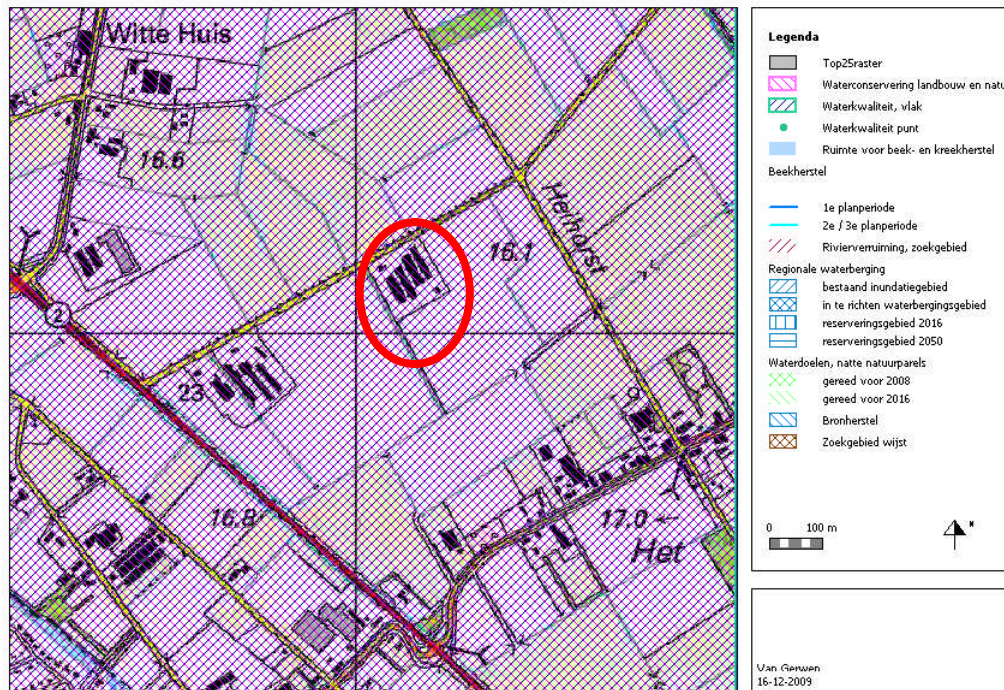 Witte Huis
16.6
16.1
Herhorst
2
23
9
16.8
17.0
Het
Legenda
Top25raster
Waterconservering landbouw en natu
Waterkwaliteit, vlak
Waterkwaliteit punt
Ruimte voor beek- en kreekherstel
Beekherstel
1e planperiode
2e / 3e planperiode
Rivierverruiming, zoekgebied
Regionale waterberging
bestaand inundatiegebied
in te richten waterbergingsgebied
reserveringsgebied 2016
reserveringsgebied 2050
Waterdoelen, natte natuurparels
gereed voor 2008
gereed voor 2016
Bronherstel
Zoekgebied wijst
0 100 m
N
Van Gerwen
16-12-2009